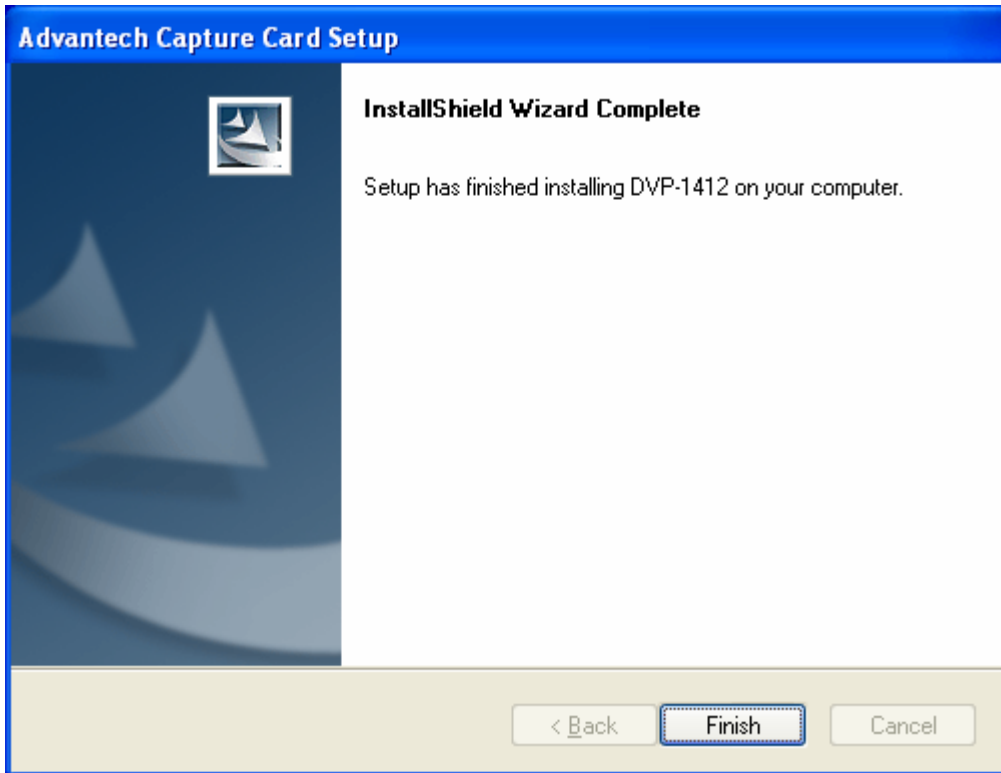 Advantech Capture Card Setup
InstallShield Wizard Complete
Setup has finished installing DVP-1412 on your computer.
< Back Finish Cancel